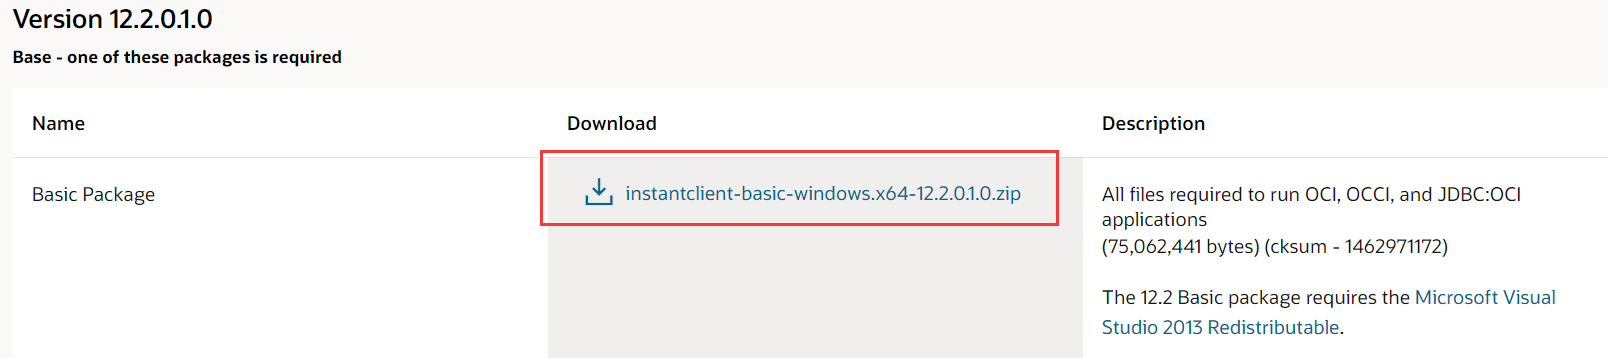 Version 12.2.0.1.0
Base - one of these packages is required
Name
Download
Description
Basic Package
instantclient-basic-windows.x64-12.2.0.1.0.zip
All files required to run OCI, OCCI, and JDBC:OCI
applications
(75,062,441 bytes) (cksum - 1462971172)
The 12.2 Basic package requires the Microsoft Visual
Studio 2013 Redistributable.